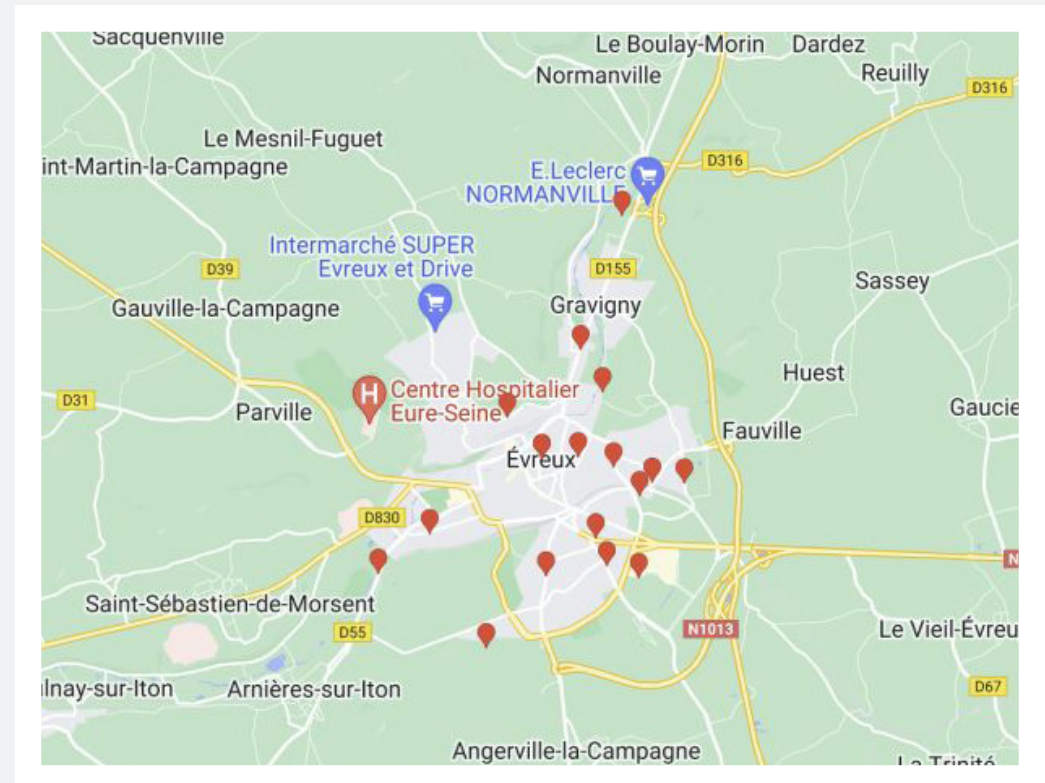 Sacquenville
Le Boulay-Morin
Dardez
Normanville
Reuilly
D316
Le Mesnil-Fuguet
int-Martin-la-Campagne
D316
E.Leclerc
NORMANVILLE
Intermarché SUPER
Evreux et Drive
D39
D155
Sassey
Gauville-la-Campagne
Gravigny
Huest
H
Centre Hospitalier
Eure-Seine
D31
Parville
Gaucie
Fauville
Évreux
D830
N
Saint-Sébastien-de-Morsent
D55
N1013
Le Vieil-Évreu
lnay-sur-Iton
Arnières-sur-Iton
D67
Angerville-la-Campagne
La Trinité